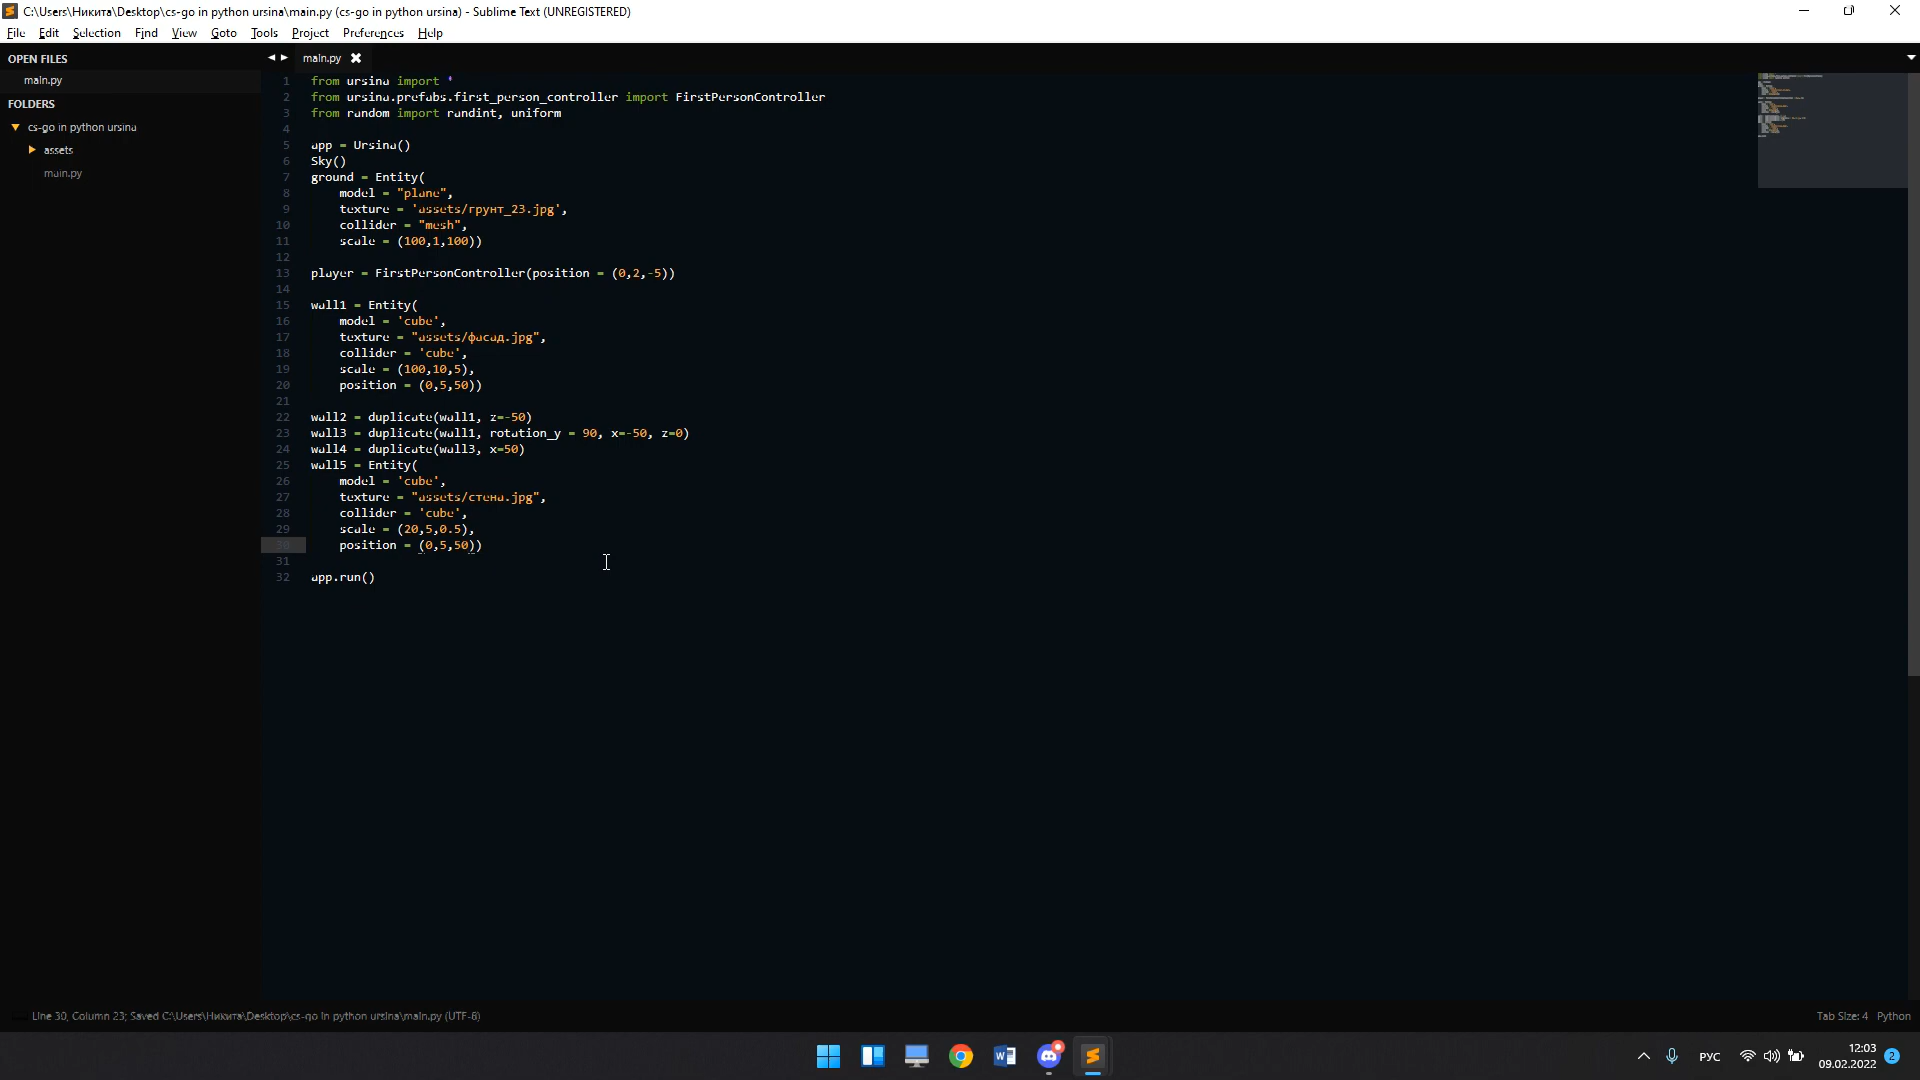 C:\Users\Никита\Desktop\cs-go in python ursina\main.py (cs-go in python ursina) - Sublime Text (UNREGISTERED)
File Edit Selection Find View Goto Tools Project Preferences Help
OPEN FILES
main.py
FOLDERS
cs-go in python ursina
assets
main.py
main.py
1 from ursina import *
2 from ursina.prefabs.first_person_controller import FirstPersonController
3 from random import randint, uniform
4
5 app = Ursina()
6 Sky()
7 ground = Entity(
8 model = "plane",
9 texture = 'assets/грунт_23.jpg',
10 collider = "mesh",
11 scale = (100,1,100))
12
13 player = FirstPersonController(position = (0,2,-5))
14
15 wall1 = Entity(
16 model = 'cube',
17 texture = "assets/фасад.jpg",
18 collider = 'cube',
19 scale = (100,10,5),
20 position = (0,5,50))
21
22 wall2 = duplicate(wall1, z=-50)
23 wall3 = duplicate(wall1, rotation_y = 90, x=-50, z=0)
24 wall4 = duplicate(wall3, x=50)
25 wall5 = Entity(
26 model = 'cube',
27 texture = "assets/стена.jpg",
28 collider = 'cube',
29 scale = (20,5,0.5),
30 position = (0,5,50))
31
32 app.run()
Line 30, Column 23; Saved C:\Users\Никита\Desktop\cs-go in python ursina\main.py (UTF-8)
Tab Size: 4 Python
РУС
12:03
09.02.2022
2